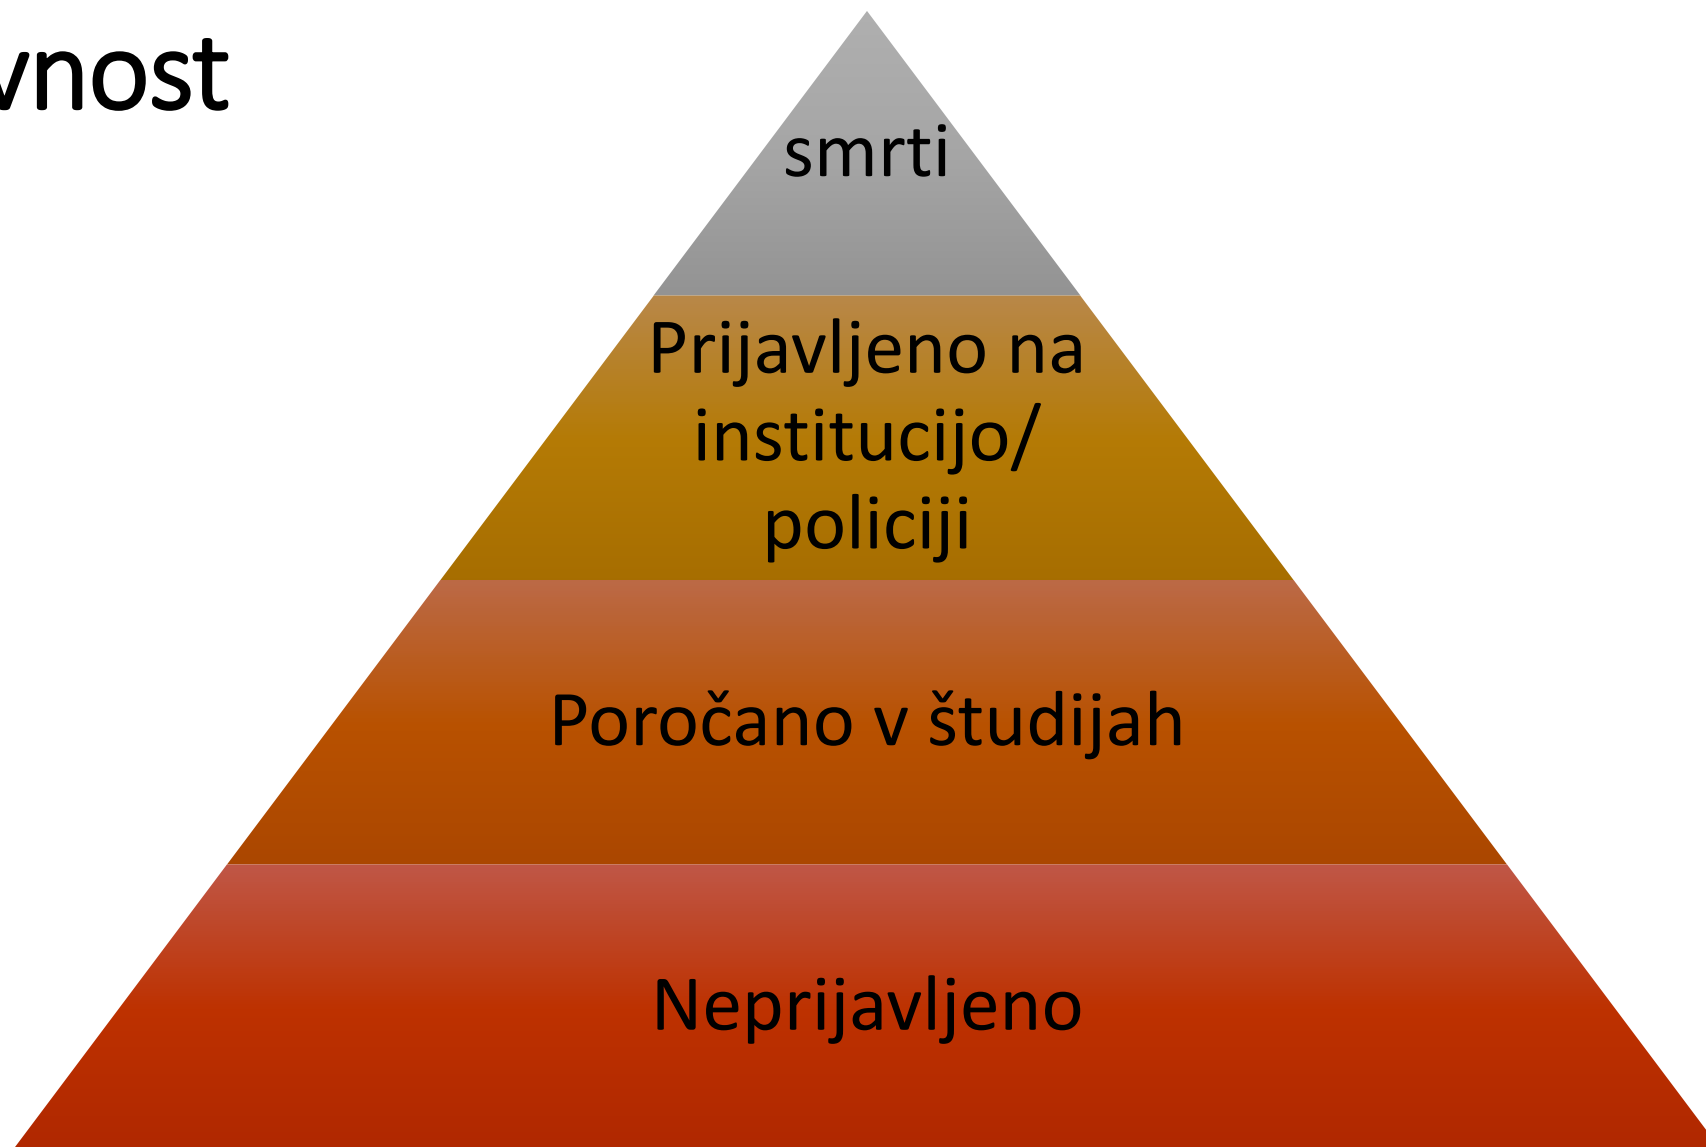 vnost
smrti
Prijavljeno na
institucijo/
policiji
Poročano v študijah
Neprijavljeno